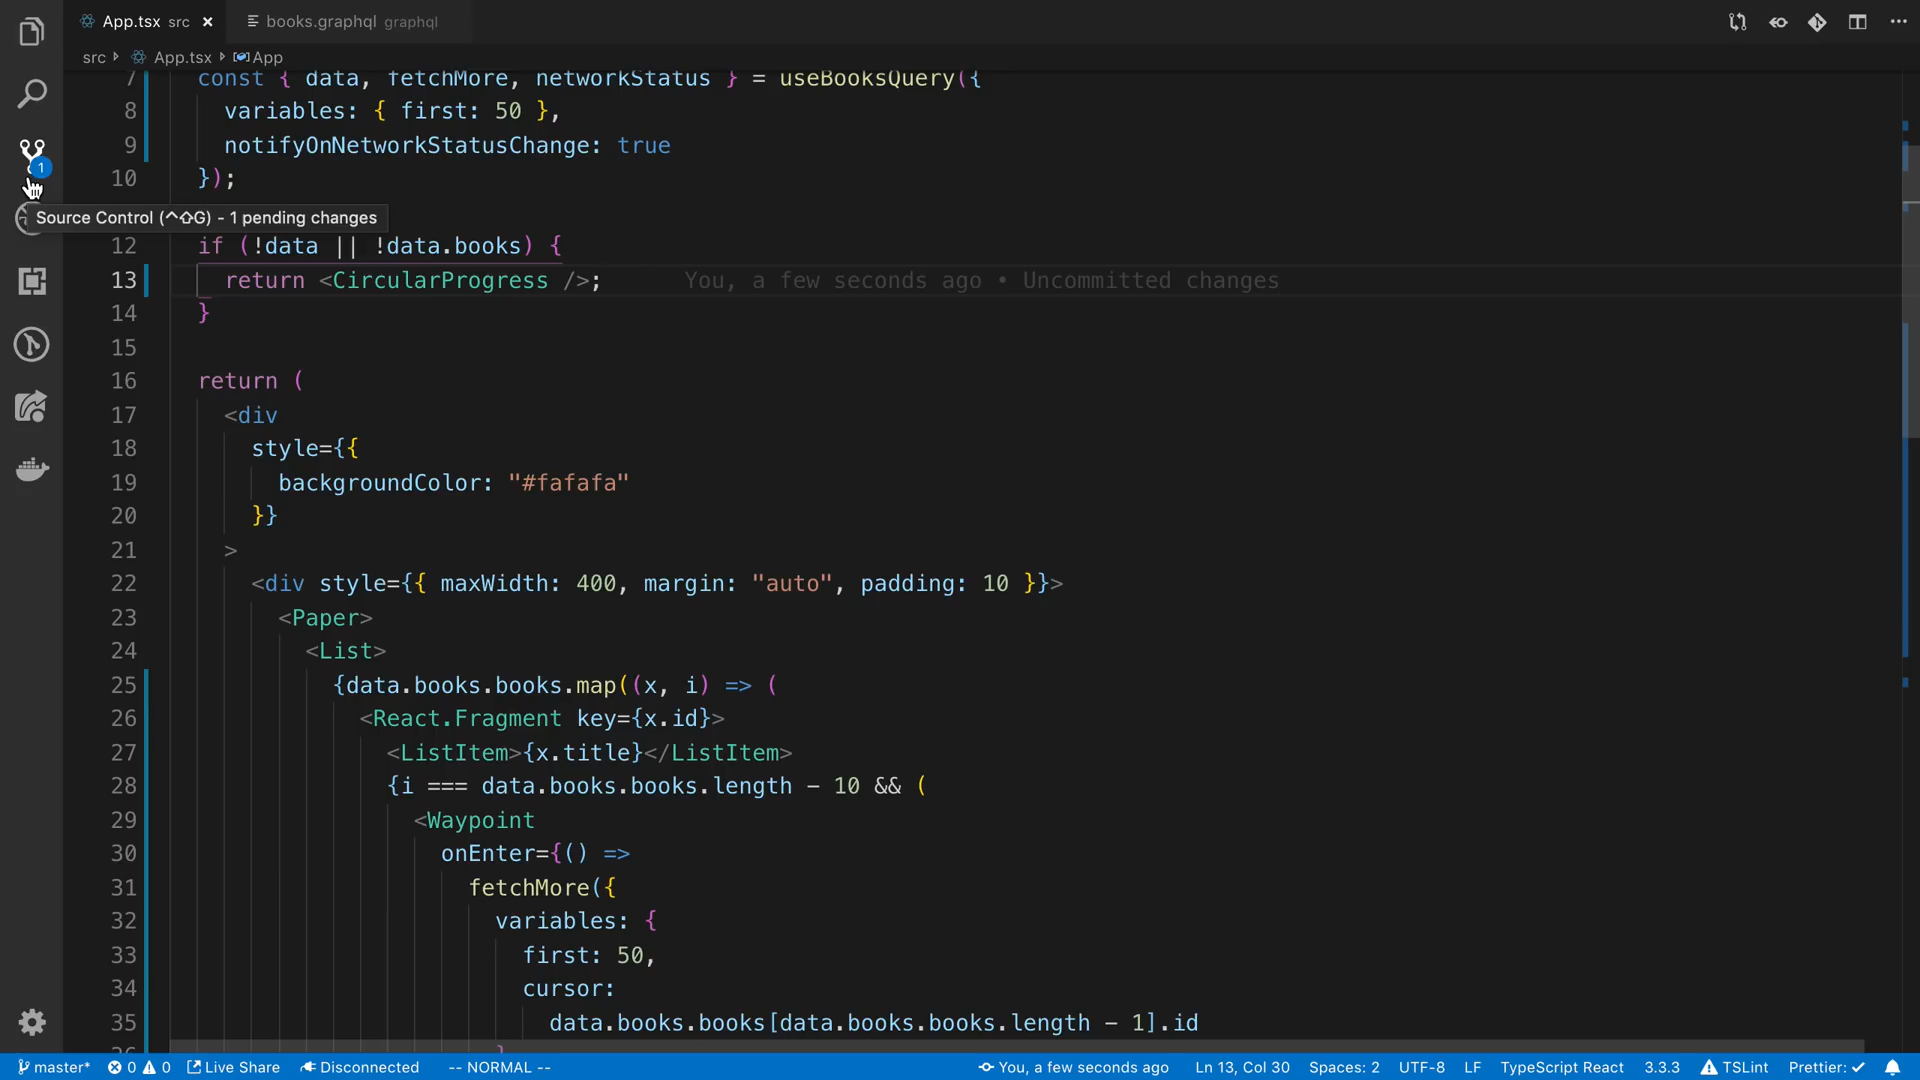 App.tsx src ×
books.graphql graphql
src App.tsx App
7 const { data, fetchMore, networkStatus } = useBooksQuery({
8 variables: { first: 50 },
9 notifyOnNetworkStatusChange: true
10 });
1
Source Control (^⇧G) - 1 pending changes
12 if (!data || !data.books) {
13 return <CircularProgress />; You, a few seconds ago • Uncommitted changes
14 }
15
16 return (
17 <div
18 style={{
19 backgroundColor: "#fafafa"
20 }}
21 >
22 <div style={{ maxWidth: 400, margin: "auto", padding: 10 }}>
23 <Paper>
24 <List>
25 {data.books.books.map((x, i) => (
26 <React.Fragment key={x.id}>
27 <ListItem>{x.title}</ListItem>
28 {i === data.books.books.length - 10 && (
29 <Waypoint
30 onEnter={() =>
31 fetchMore({
32 variables: {
33 first: 50,
34 cursor:
35 data.books.books[data.books.books.length - 1].id
master* 0 0 Live Share Disconnected -- NORMAL -- You, a few seconds ago Ln 13, Col 30 Spaces: 2 UTF-8 LF TypeScript React 3.3.3 TSLint Prettier: ✓